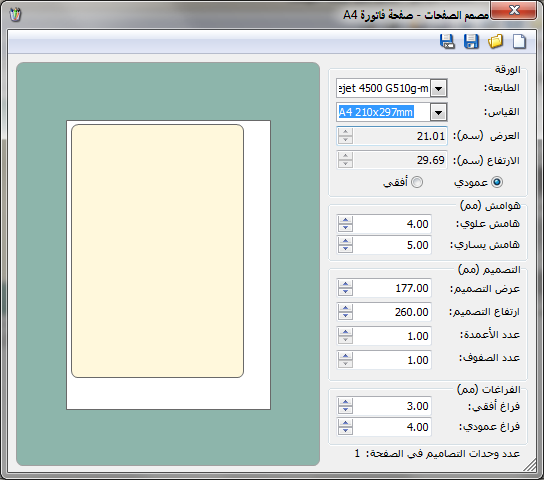 مصمم الصفحات - صفحة فاتورة A4
الورقة
الطابعة: ejet 4500 G510g-m
القياس: A4 210x297mm
العرض (سم): 21.01
الارتفاع (سم): 29.69
عمودي أفقي
هوامش (مم)
هامش علوي: 4.00
هامش يساري: 5.00
التصميم (مم)
عرض التصميم: 177.00
ارتفاع التصميم: 260.00
عدد الأعمدة: 1.00
عدد الصفوف: 1.00
الفراغات (مم)
فراغ أفقي: 3.00
فراغ عمودي: 4.00
عدد وحدات التصاميم في الصفحة: 1